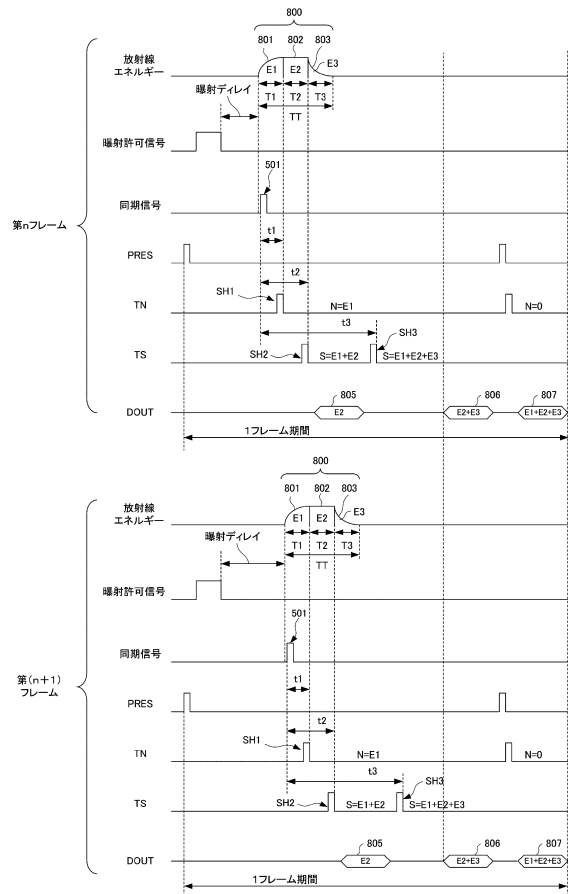 800
801 802 803
放射線
エネルギー
E1 E2 E3
T1 T2 T3
TT
曝射ディレイ
曝射許可信号
501
同期信号
第nフレーム
t1
PRES
t2
SH1
TN N=E1 N=0
t3
SH3
TS SH2 S=E1+E2 S=E1+E2+E3
805 806 807
DOUT E2 E2+E3 E1+E2+E3
1フレーム期間
800
801 802 803
放射線
エネルギー
E1 E2 E3
T1 T2 T3
曝射ディレイ
TT
曝射許可信号
501
同期信号
第(n+1)
フレーム
t1
PRES
t2
SH1
TN N=E1 N=0
t3
SH3
TS SH2 S=E1+E2 S=E1+E2+E3
805 806 807
DOUT E2 E2+E3 E1+E2+E3
1フレーム期間